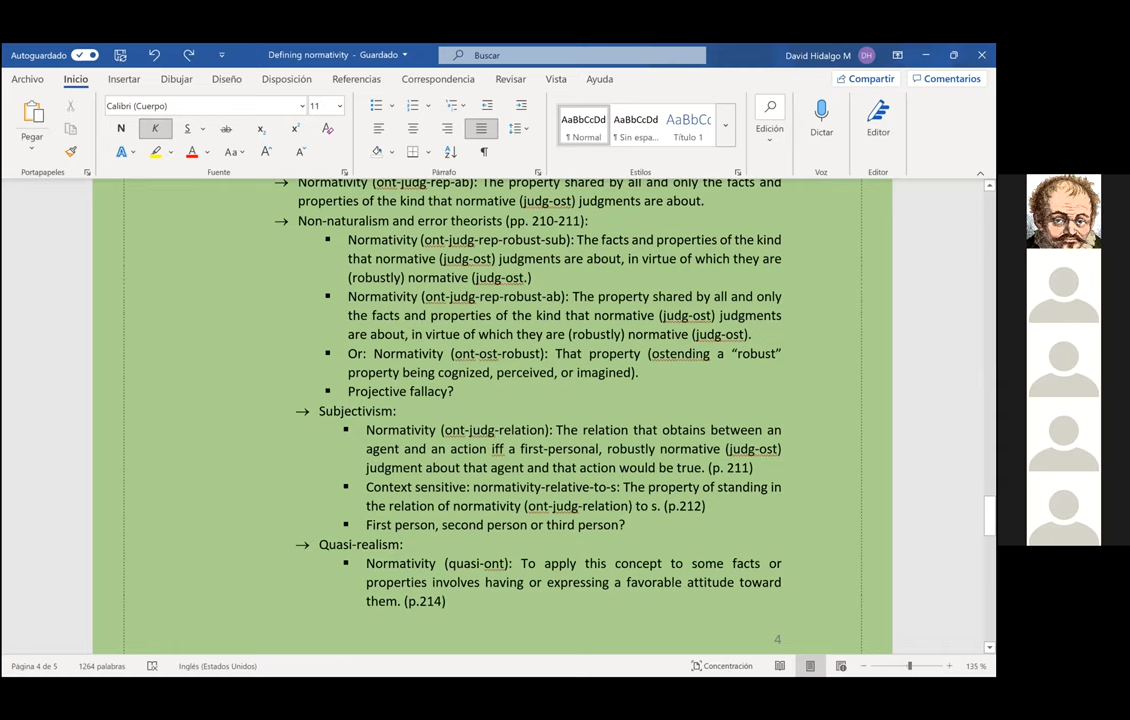 Autoguardado
Defining normativity - Guardado
Buscar
David Hidalgo M
DH
Archivo Inicio Insertar Dibujar Diseño Disposición Referencias Correspondencia Revisar Vista Ayuda
Compartir Comentarios
Pegar
Calibri (Cuerpo) 11
N K S ab x₂ x²
A A Aa A A
AaBbCcDd AaBbCcDd AaBbCc
¶ Normal ¶ Sin espa... Título 1
Edición
Dictar
Editor
Portapapeles Fuente Párrafo Estilos Voz Editor
→ Normativity (ont-judg-rep-ab): The property shared by all and only the facts and
properties of the kind that normative (judg-ost) judgments are about.
→ Non-naturalism and error theorists (pp. 210-211):
▪ Normativity (ont-judg-rep-robust-sub): The facts and properties of the kind
that normative (judg-ost) judgments are about, in virtue of which they are
(robustly) normative (judg-ost.)
▪ Normativity (ont-judg-rep-robust-ab): The property shared by all and only
the facts and properties of the kind that normative (judg-ost) judgments
are about, in virtue of which they are (robustly) normative (judg-ost).
▪ Or: Normativity (ont-ost-robust): That property (ostending a “robust”
property being cognized, perceived, or imagined).
▪ Projective fallacy?
→ Subjectivism:
▪ Normativity (ont-judg-relation): The relation that obtains between an
agent and an action iff a first-personal, robustly normative (judg-ost)
judgment about that agent and that action would be true. (p. 211)
▪ Context sensitive: normativity-relative-to-s: The property of standing in
the relation of normativity (ont-judg-relation) to s. (p.212)
▪ First person, second person or third person?
→ Quasi-realism:
▪ Normativity (quasi-ont): To apply this concept to some facts or
properties involves having or expressing a favorable attitude toward
them. (p.214)
4
Página 4 de 5 1264 palabras Inglés (Estados Unidos) Concentración 135 %